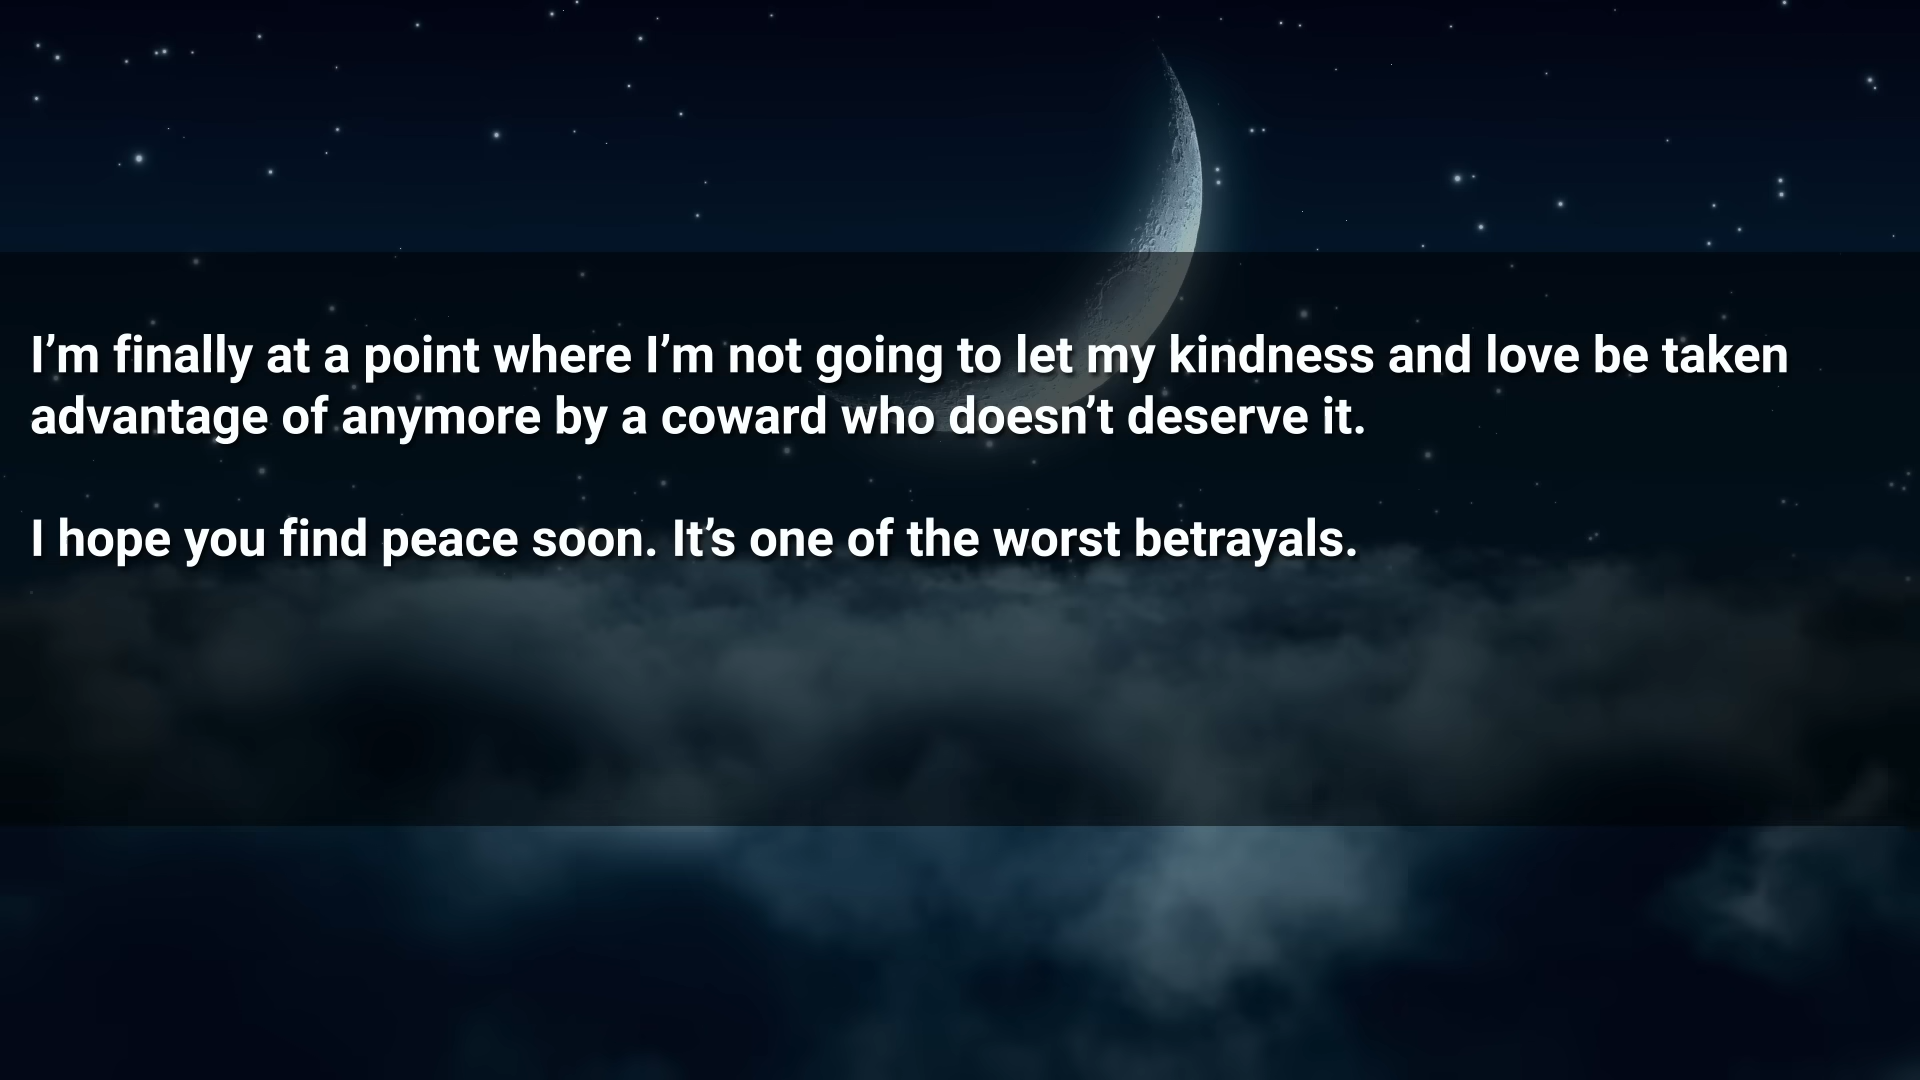 I’m finally at a point where I’m not going to let my kindness and love be taken
advantage of anymore by a coward who doesn’t deserve it.
I hope you find peace soon. It’s one of the worst betrayals.